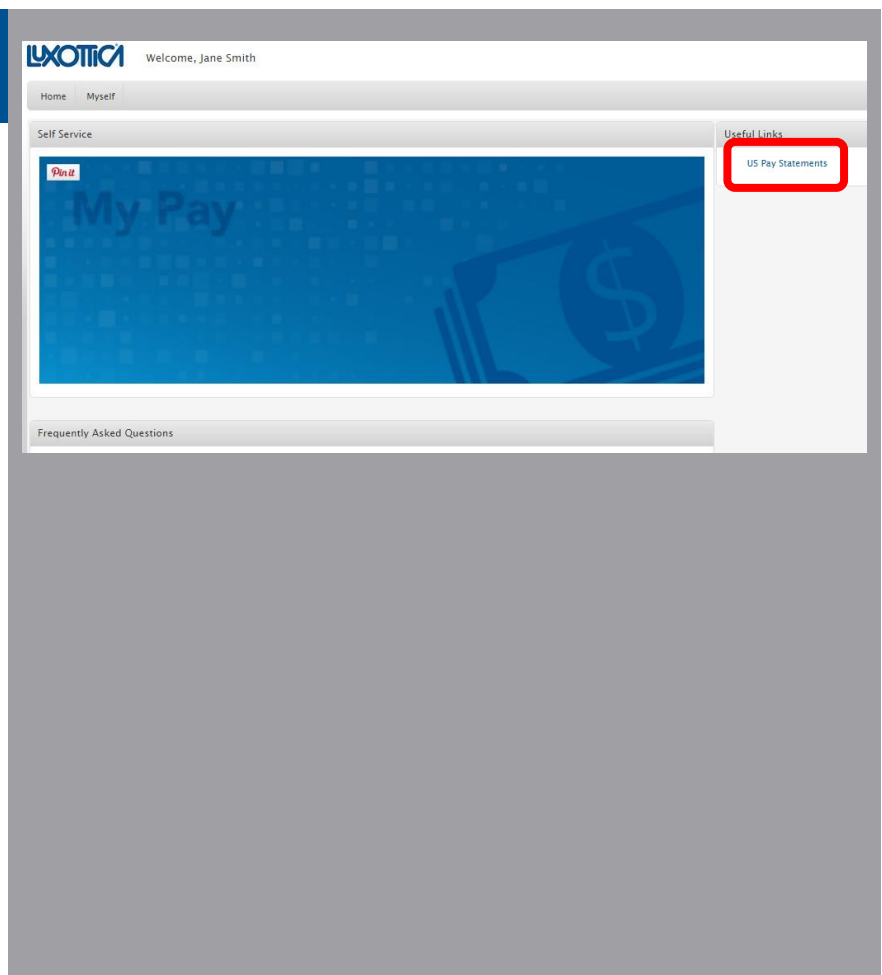 LUXOTTICA Welcome, Jane Smith
Home Myself
Self Service
Useful Links
US Pay Statements
Pin it
My Pay
$
Frequently Asked Questions